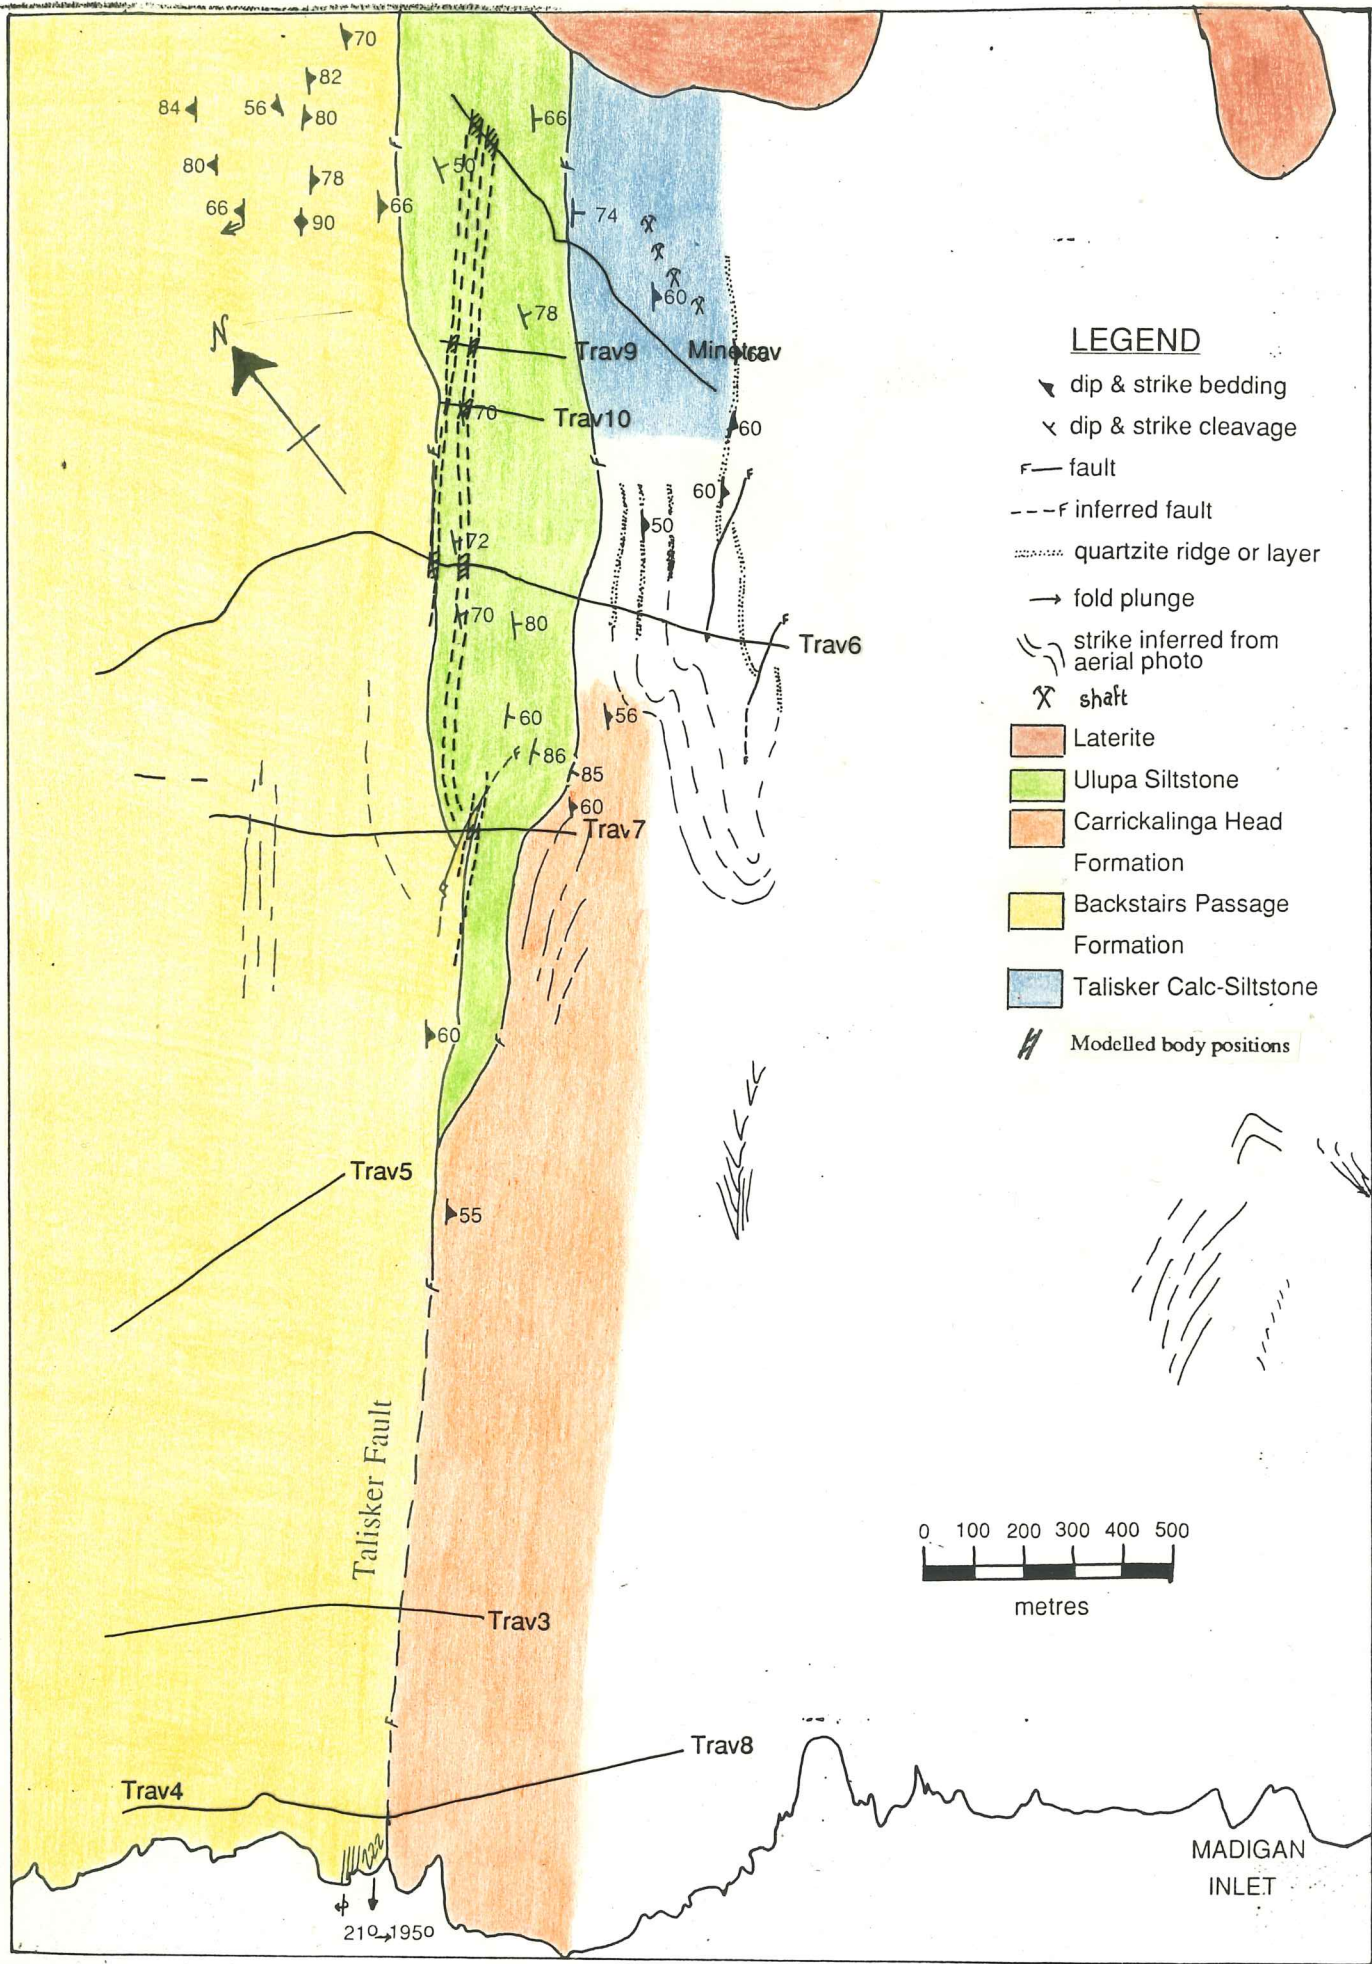 70
82
84
56
80
66
50
80
78
66
66
90
74
60
N
78
Trav9
Minetrav
60
70
Trav10
60
60
50
72
70
80
Trav6
60
56
86
85
60
Trav7
60
Trav5
55
Talisker Fault
Trav3
Trav8
Trav4
21º→195º
LEGEND
dip & strike bedding
dip & strike cleavage
F— fault
---F inferred fault
quartzite ridge or layer
fold plunge
strike inferred from
aerial photo
shaft
Laterite
Ulupa Siltstone
Carrickalinga Head
Formation
Backstairs Passage
Formation
Talisker Calc-Siltstone
Modelled body positions
0 100 200 300 400 500
metres
MADIGAN
INLET
F
F
F
F
F
F
F
F
F
F
F
F